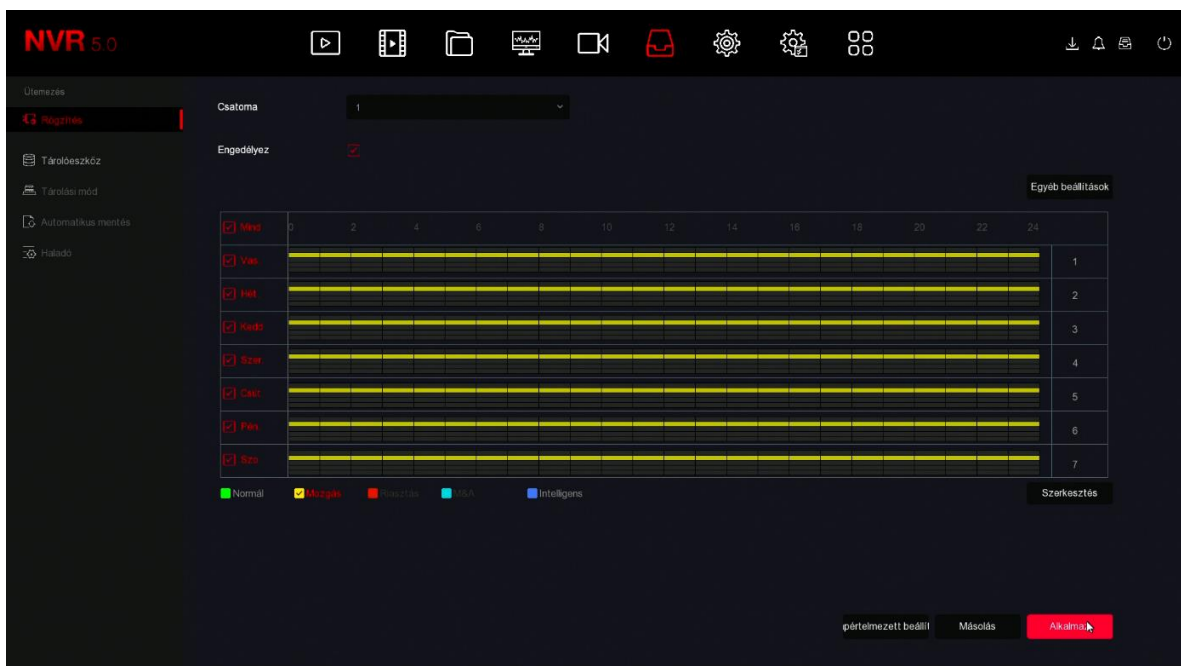 NVR 5.0
Ütemezés
Rögzítés
Tárolóeszköz
Tárolási mód
Automatikus mentés
Haladó
Csatorna 1
Engedélyez
Egyéb beállítások
Mind 0 2 4 6 8 10 12 14 16 18 20 22 24
Vas 1
Hét 2
Kedd 3
Szer 4
Csüt 5
Pén 6
Szo 7
Normál Mozgás Riasztás M&A Intelligens
Szerkesztés
pértelmezett beállít Másolás Alkalmaz